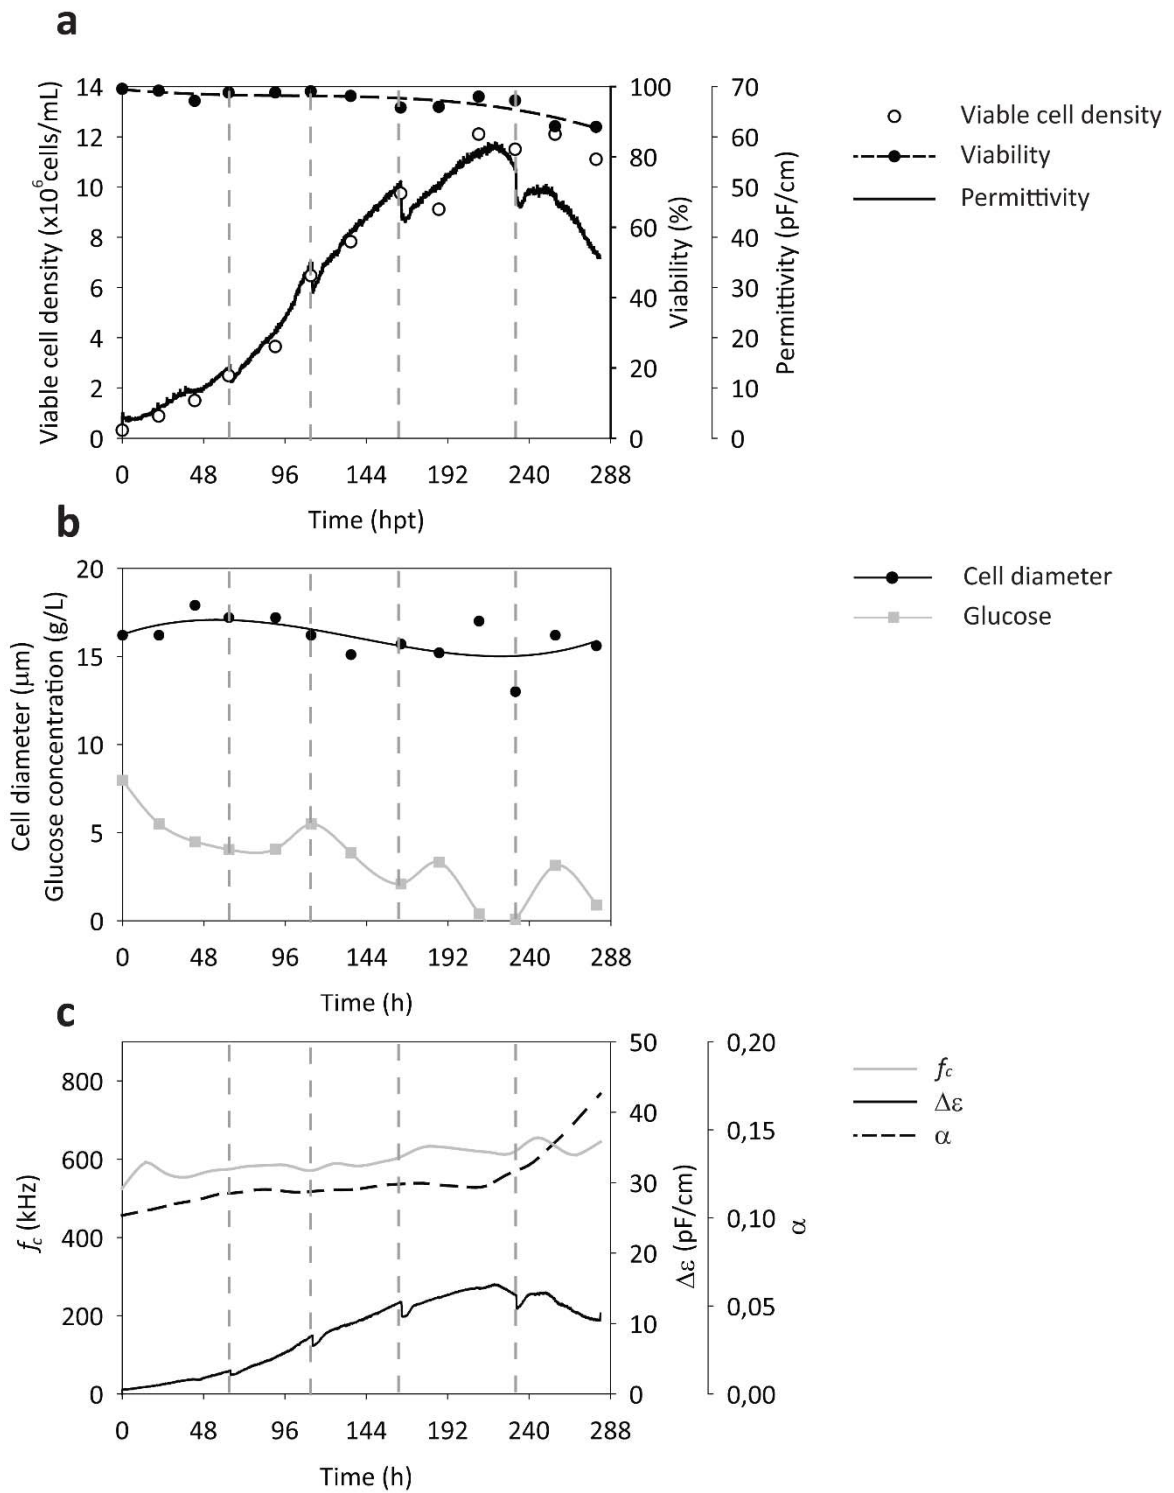 a
Viable cell density (x10⁶cells/mL)
14
12
10
8
6
4
2
0
0 48 96 144 192 240 288
Time (hpt)
100
80
60
40
20
0
Viability (%)
70
60
50
40
30
20
10
0
Permittivity (pF/cm)
Viable cell density
Viability
Permittivity
b
Cell diameter (μm)
Glucose concentration (g/L)
20
15
10
5
0
0 48 96 144 192 240 288
Time (h)
Cell diameter
Glucose
c
fc (kHz)
800
600
400
200
0
0 48 96 144 192 240 288
Time (h)
50
40
30
20
10
0
Δε (pF/cm)
0,20
0,15
0,10
0,05
0,00
α
fc
Δε
α